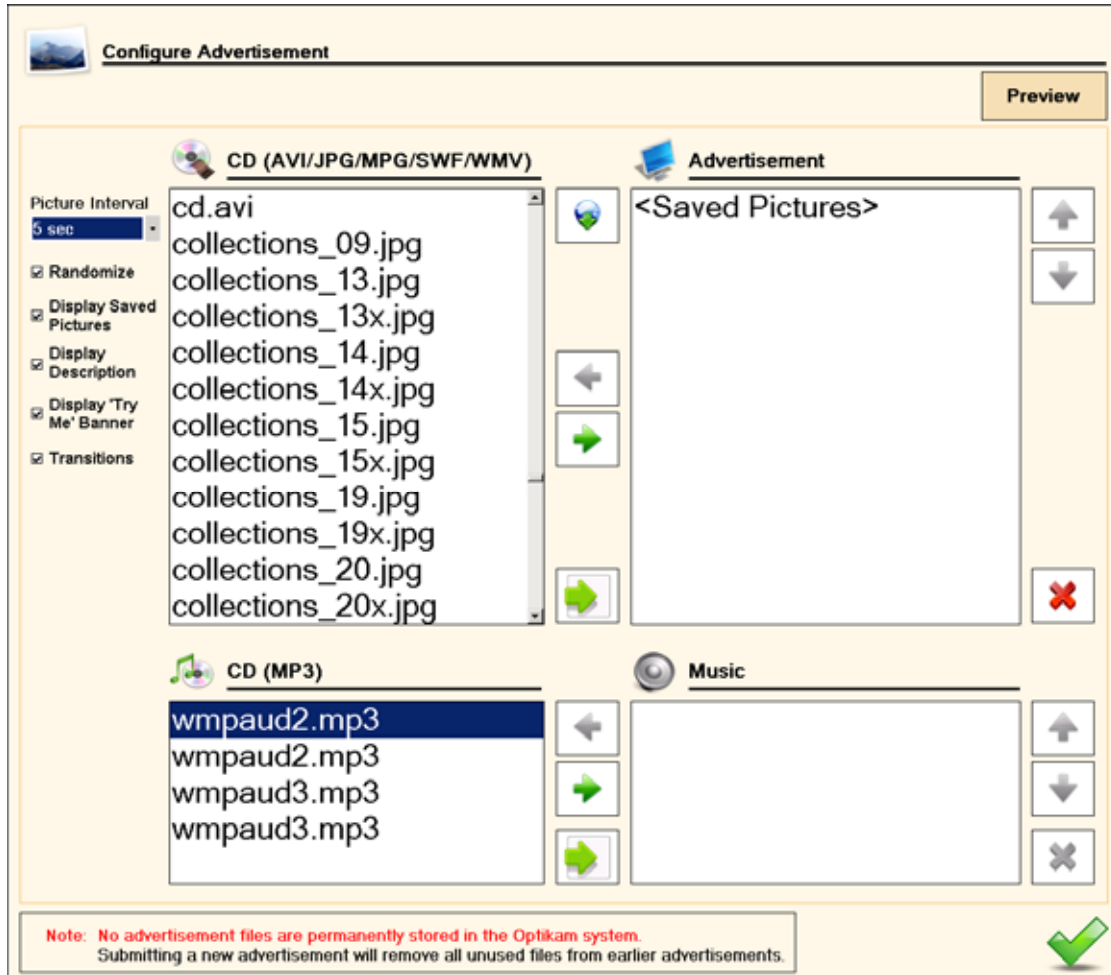 Configure Advertisement
Preview
CD (AVI/JPG/MPG/SWF/WMV)
Advertisement
Picture Interval
5 sec
Randomize
Display Saved
Pictures
Display
Description
Display 'Try
Me' Banner
Transitions
cd.avi
collections_09.jpg
collections_13.jpg
collections_13x.jpg
collections_14.jpg
collections_14x.jpg
collections_15.jpg
collections_15x.jpg
collections_19.jpg
collections_19x.jpg
collections_20.jpg
collections_20x.jpg
<Saved Pictures>
CD (MP3)
Music
wmpaud2.mp3
wmpaud2.mp3
wmpaud3.mp3
wmpaud3.mp3
Note: No advertisement files are permanently stored in the Optikam system.
Submitting a new advertisement will remove all unused files from earlier advertisements.